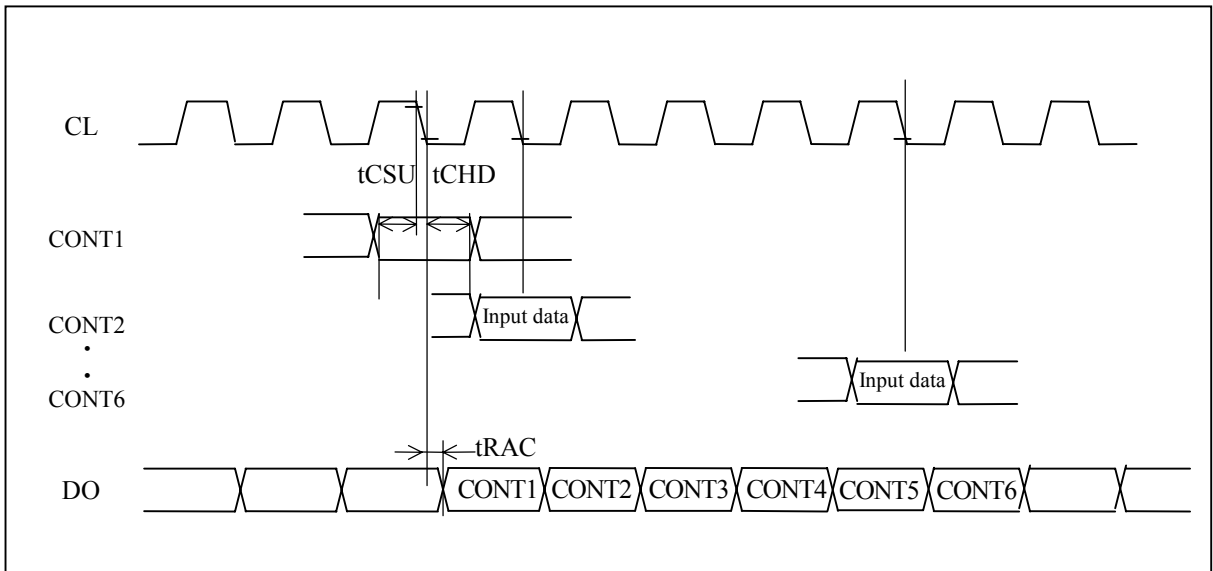 CL
tCSU tCHD
CONT1
Input data
CONT2
・
・
Input data
CONT6
tRAC
DO
CONT1 CONT2 CONT3 CONT4 CONT5 CONT6